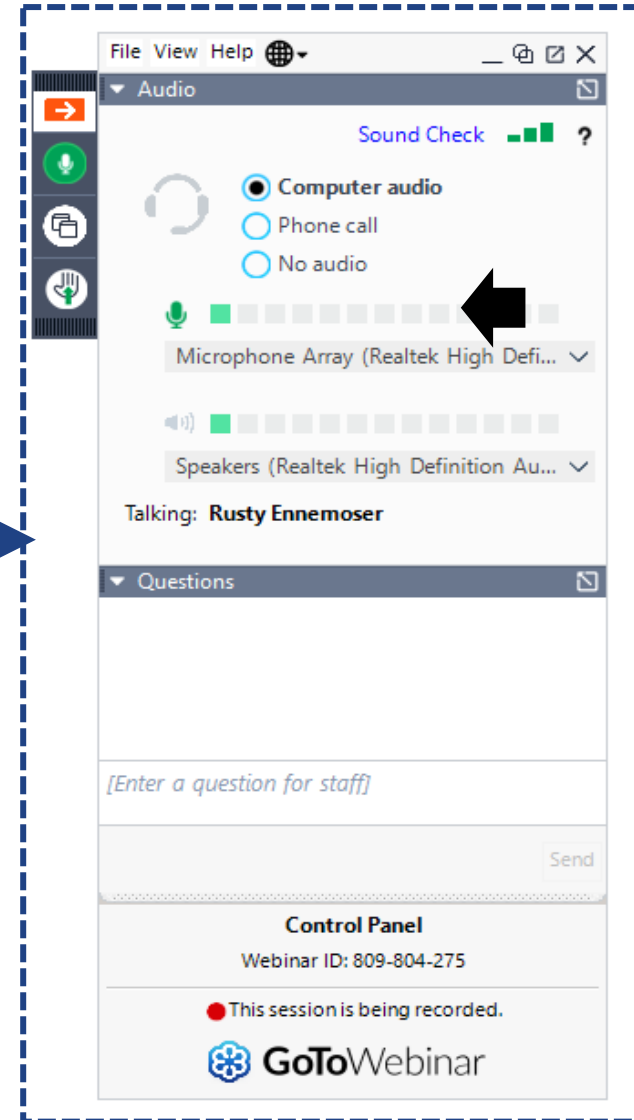 File View Help
Audio
Sound Check ?
Computer audio
Phone call
No audio
Microphone Array (Realtek High Defi...
Speakers (Realtek High Definition Au...
Talking: Rusty Ennemoser
Questions
[Enter a question for staff]
Send
Control Panel
Webinar ID: 809-804-275
This session is being recorded.
GoToWebinar